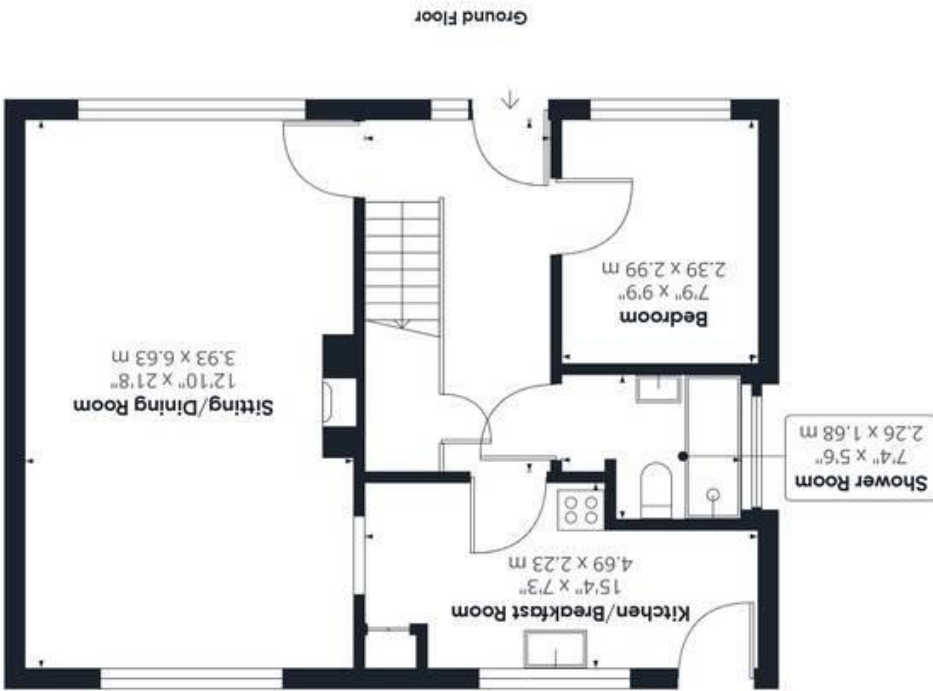 Kitchen/Breakfast Room
15'4" x 7'3"
4.69 x 2.23 m
Shower Room
7'4" x 5'6"
2.26 x 1.68 m
Sitting/Dining Room
12'10" x 21'8"
3.93 x 6.63 m
Bedroom
7'9" x 9'9"
2.39 x 2.99 m
Ground Floor